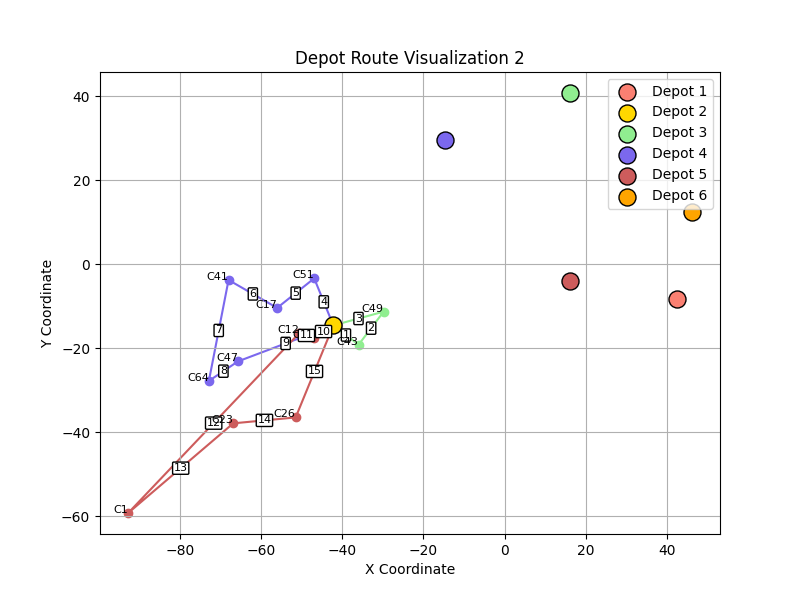 Depot Route Visualization 2
Depot 1
Depot 2
Depot 3
Depot 4
Depot 5
Depot 6
Y Coordinate
40
20
0
−20
−40
−60
C41
C51
C17
C49
C12
C43
C47
C64
C23
C26
C1
1
2
3
4
5
6
7
8
9
10
11
12
13
14
15
−80
−60
−40
−20
0
20
40
X Coordinate